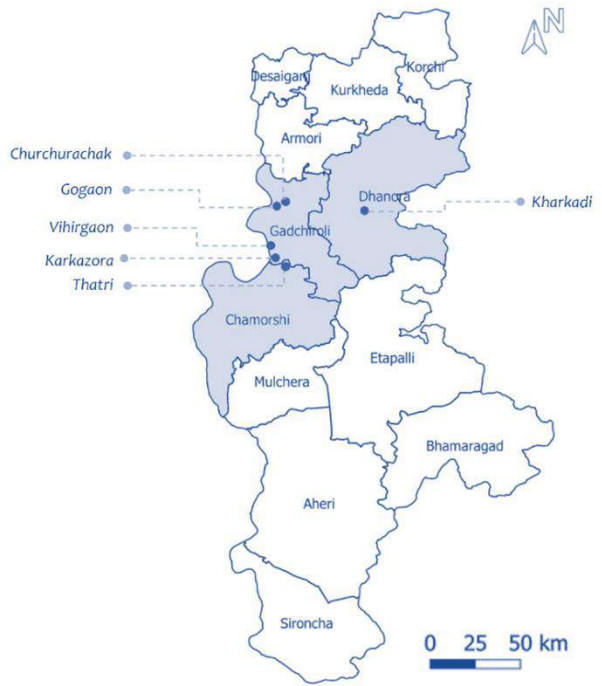 N
Korchi
Desaiganj
Kurkheda
Armori
Churchurachak
Gogaon
Dhanora
Kharkadi
Vihirgaon
Gadchiroli
Karkazora
Thatri
Chamorshi
Etapalli
Mulchera
Bhamaragad
Aheri
Sironcha
0 25 50 km